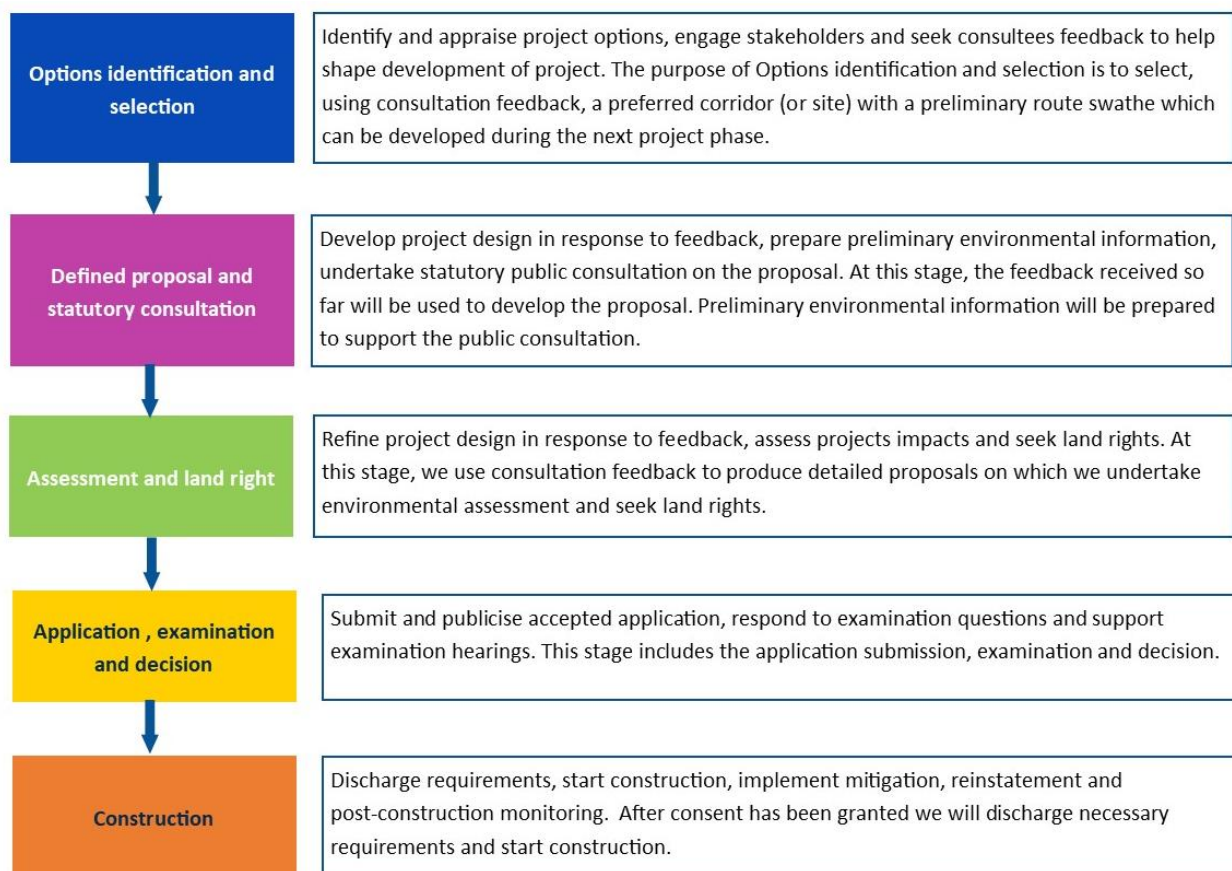 Options identification and
selection
Identify and appraise project options, engage stakeholders and seek consultees feedback to help
shape development of project. The purpose of Options identification and selection is to select,
using consultation feedback, a preferred corridor (or site) with a preliminary route swathe which
can be developed during the next project phase.
Defined proposal and
statutory consultation
Develop project design in response to feedback, prepare preliminary environmental information,
undertake statutory public consultation on the proposal. At this stage, the feedback received so
far will be used to develop the proposal. Preliminary environmental information will be prepared
to support the public consultation.
Assessment and land right
Refine project design in response to feedback, assess projects impacts and seek land rights. At
this stage, we use consultation feedback to produce detailed proposals on which we undertake
environmental assessment and seek land rights.
Application , examination
and decision
Submit and publicise accepted application, respond to examination questions and support
examination hearings. This stage includes the application submission, examination and decision.
Construction
Discharge requirements, start construction, implement mitigation, reinstatement and
post-construction monitoring.  After consent has been granted we will discharge necessary
requirements and start construction.